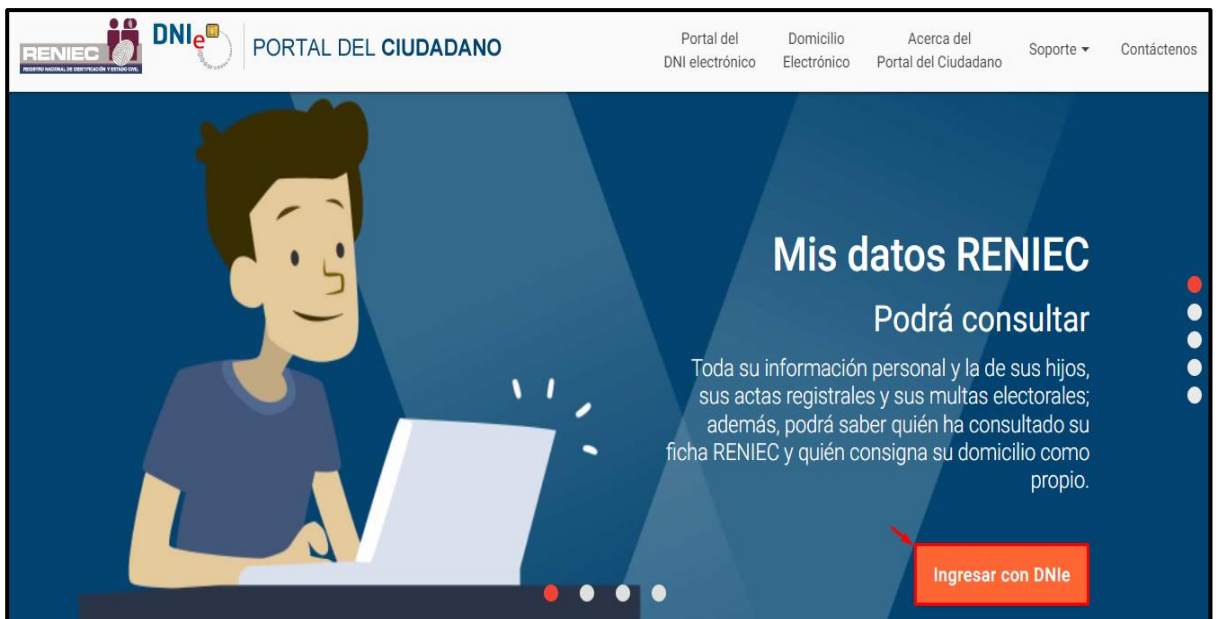 RENIEC
REGISTRO NACIONAL DE IDENTIFICACIÓN Y ESTADO CIVIL
DNIe
PORTAL DEL CIUDADANO
Portal del
DNI electrónico
Domicilio
Electrónico
Acerca del
Portal del Ciudadano
Soporte
Contáctenos
Mis datos RENIEC
Podrá consultar
Toda su información personal y la de sus hijos,
sus actas registrales y sus multas electorales;
además, podrá saber quién ha consultado su
ficha RENIEC y quién consigna su domicilio como
propio.
Ingresar con DNIe